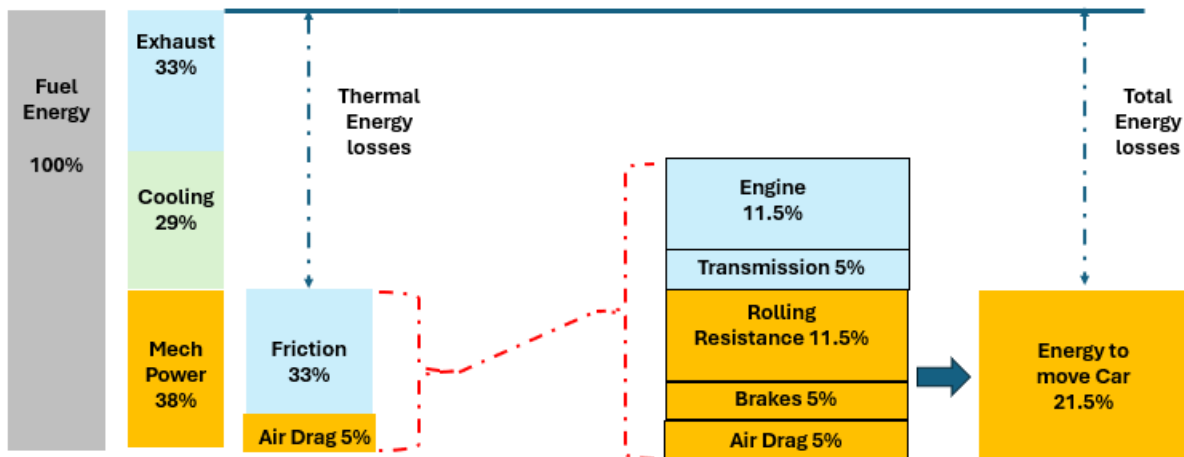 Fuel
Energy
100%
Exhaust
33%
Cooling
29%
Mech
Power
38%
Thermal
Energy
losses
Friction
33%
Air Drag 5%
Engine
11.5%
Transmission 5%
Rolling
Resistance 11.5%
Brakes 5%
Air Drag 5%
Total
Energy
losses
Energy to
move Car
21.5%